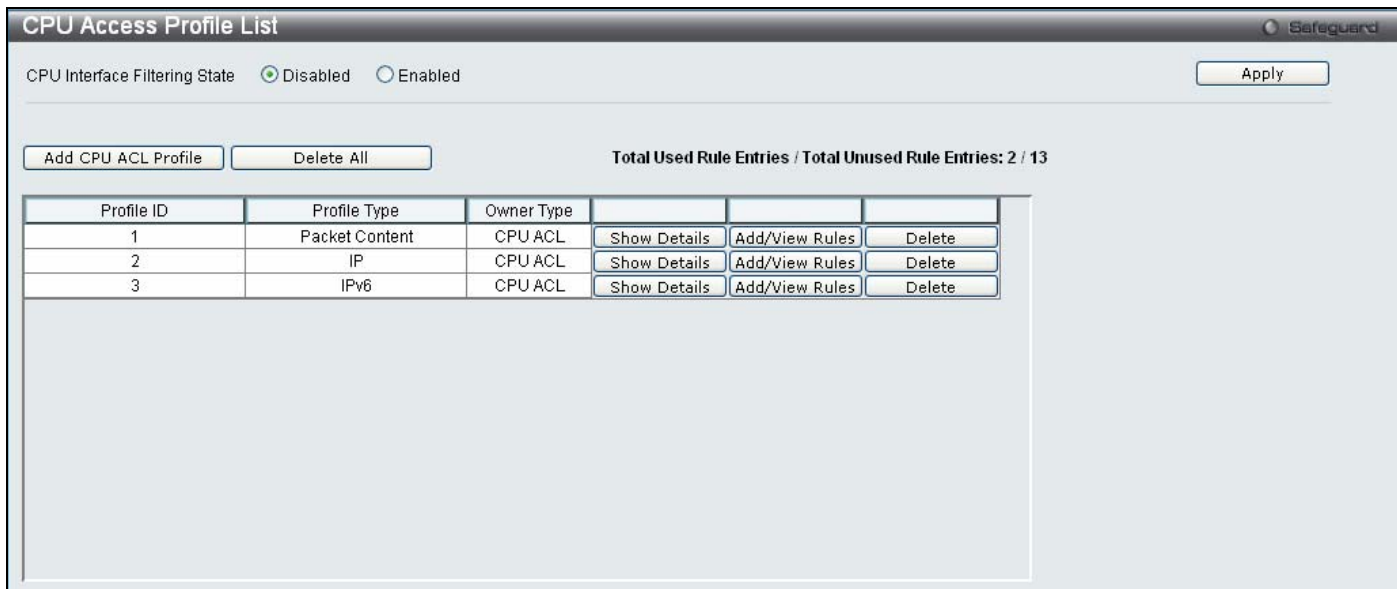 CPU Access Profile List
Safeguard
CPU Interface Filtering State Disabled Enabled Apply
Add CPU ACL Profile Delete All Total Used Rule Entries / Total Unused Rule Entries: 2 / 13
Profile ID Profile Type Owner Type
1 Packet Content CPU ACL Show Details Add/View Rules Delete
2 IP CPU ACL Show Details Add/View Rules Delete
3 IPv6 CPU ACL Show Details Add/View Rules Delete